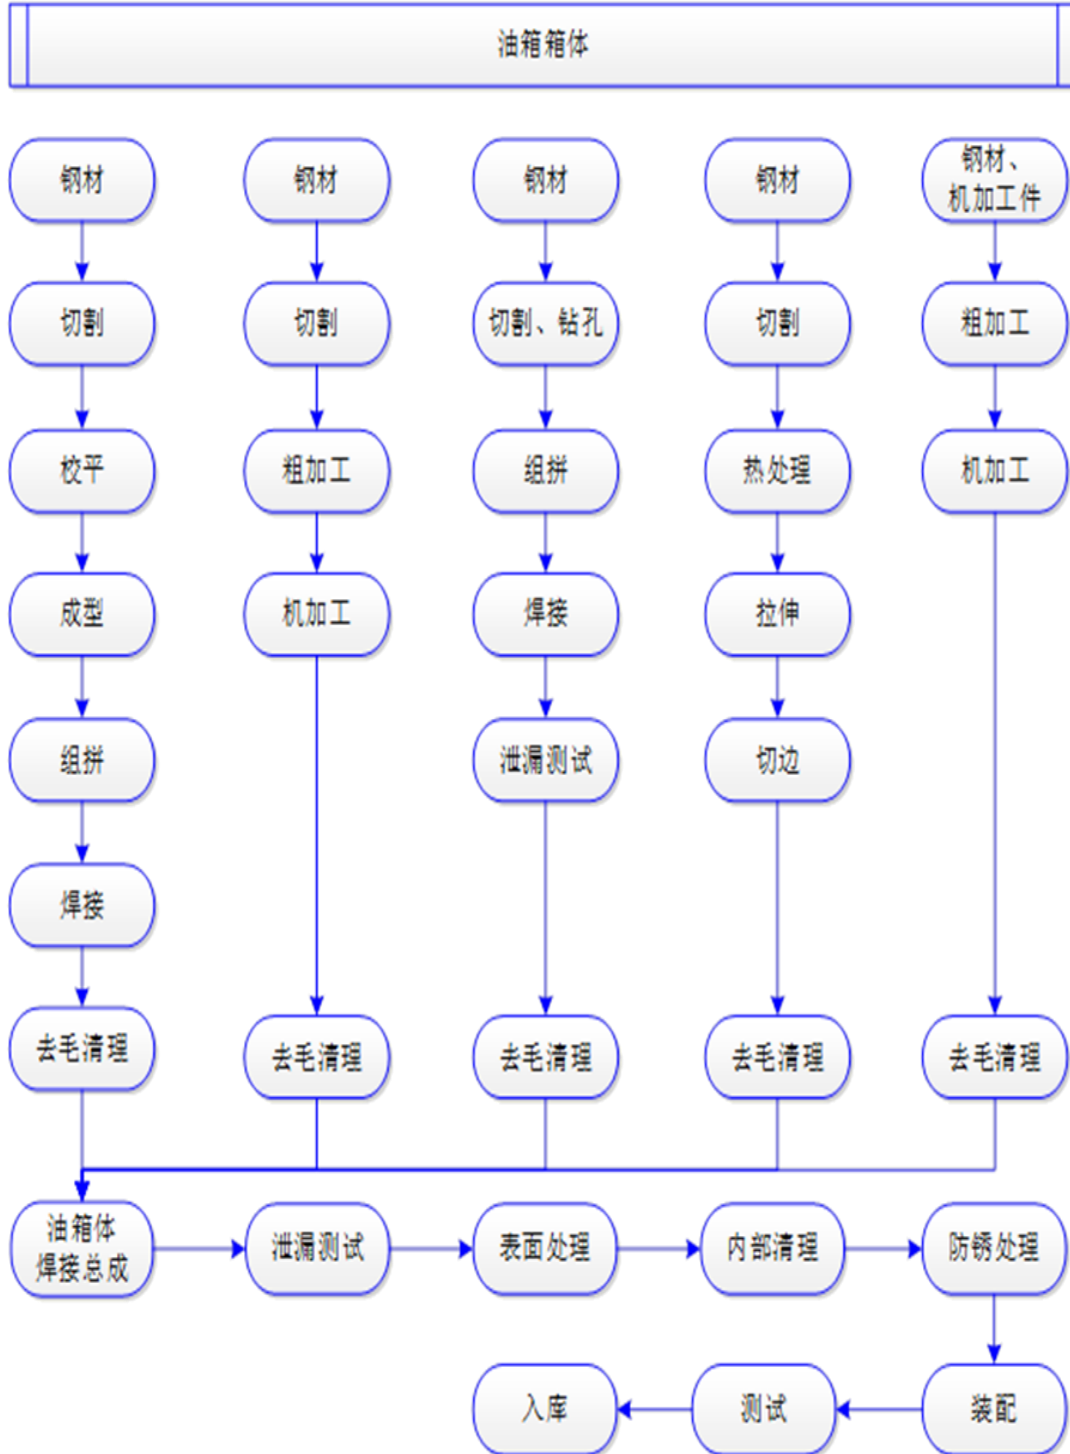 油箱箱体
钢材
钢材
钢材
钢材
钢材、
机加工件
切割
切割
切割、钻孔
切割
粗加工
校平
粗加工
组拼
热处理
机加工
成型
机加工
焊接
拉伸
组拼
泄漏测试
切边
焊接
去毛清理
去毛清理
去毛清理
去毛清理
去毛清理
油箱体
焊接总成
泄漏测试
表面处理
内部清理
防锈处理
入库
测试
装配